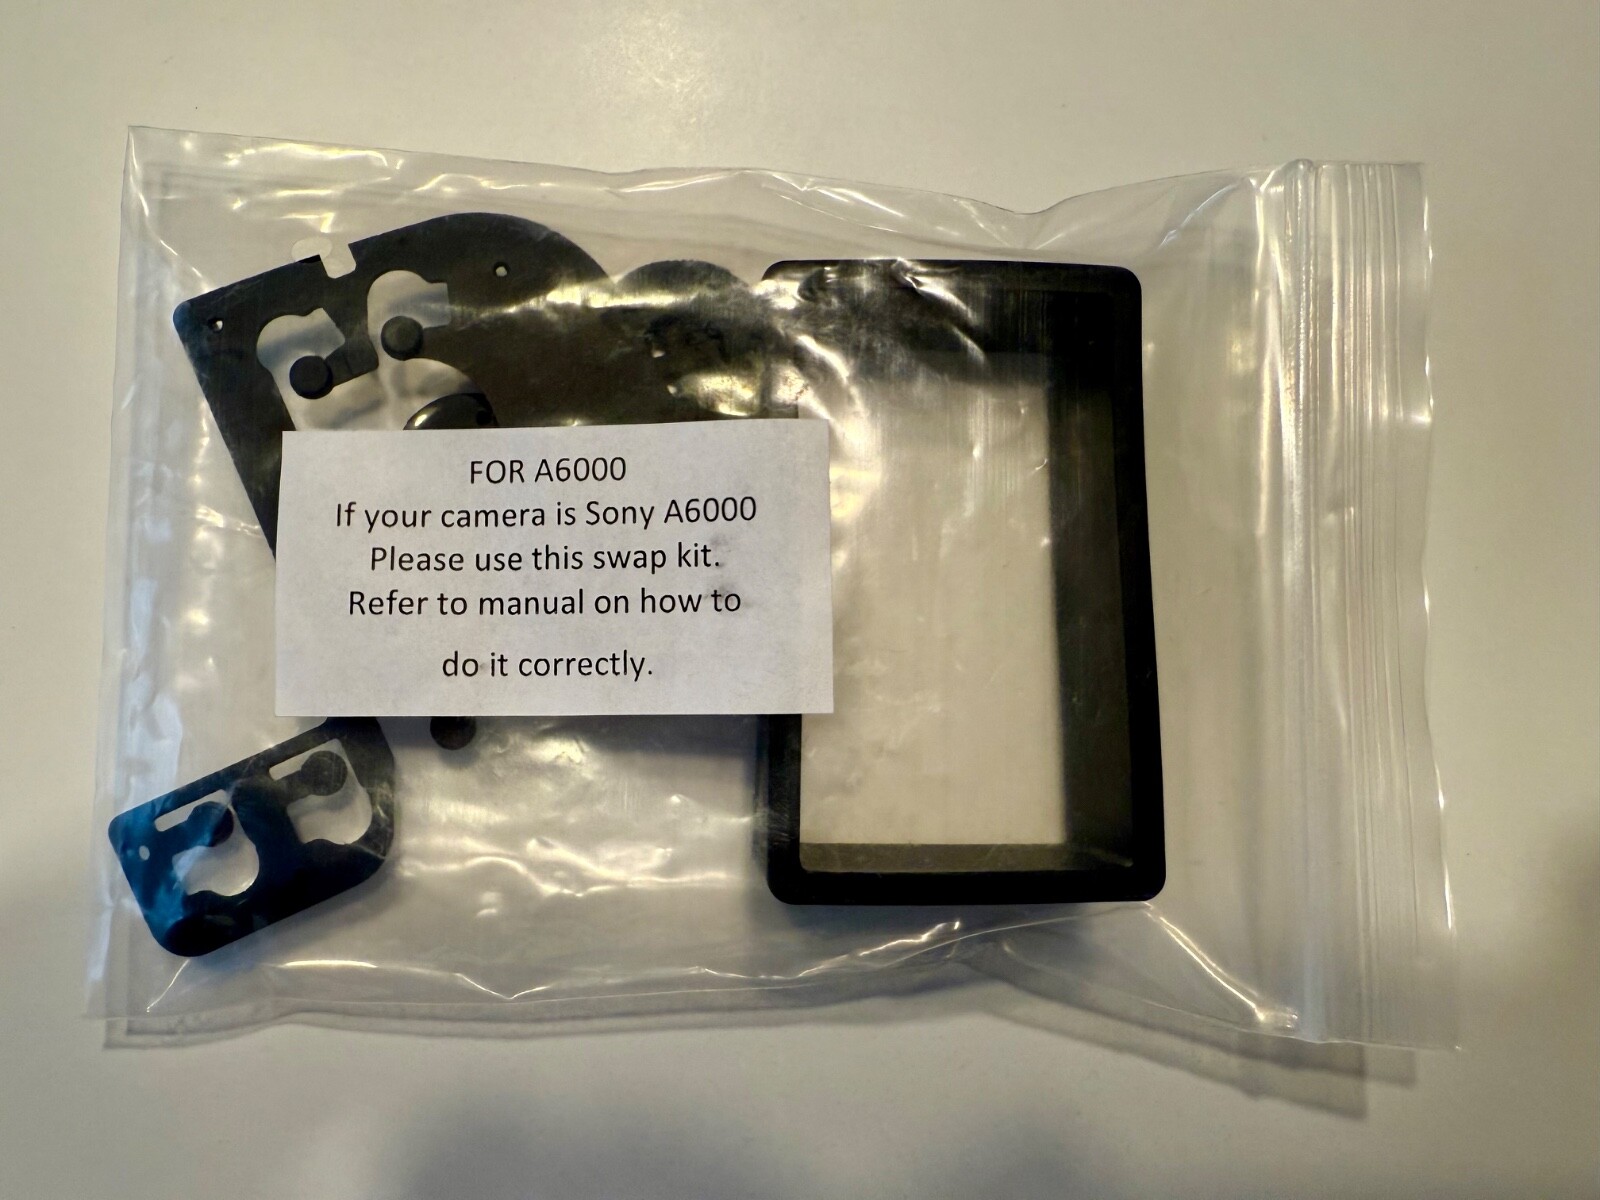 FOR A6000
If your camera is Sony A6000
Please use this swap kit.
Refer to manual on how to
do it correctly.